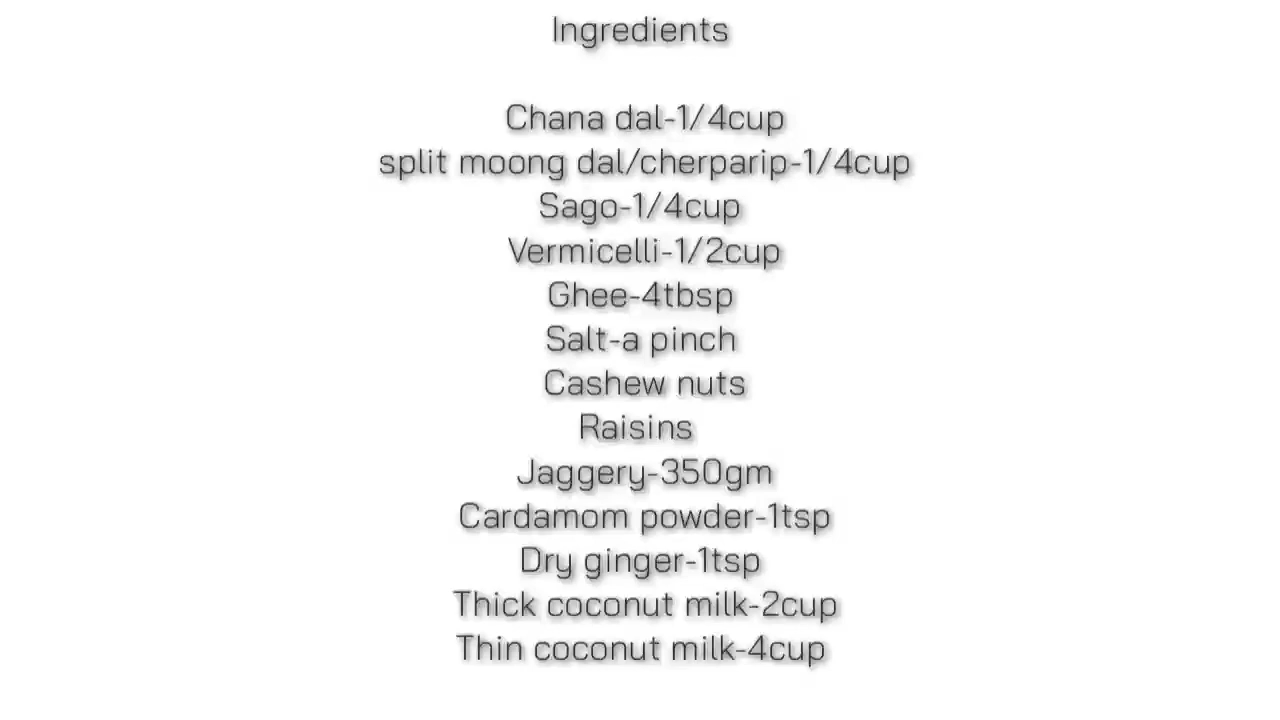 Ingredients
Chana dal-1/4cup
split moong dal/cherparip-1/4cup
Sago-1/4cup
Vermicelli-1/2cup
Ghee-4tbsp
Salt-a pinch
Cashew nuts
Raisins
Jaggery-350gm
Cardamom powder-1tsp
Dry ginger-1tsp
Thick coconut milk-2cup
Thin coconut milk-4cup